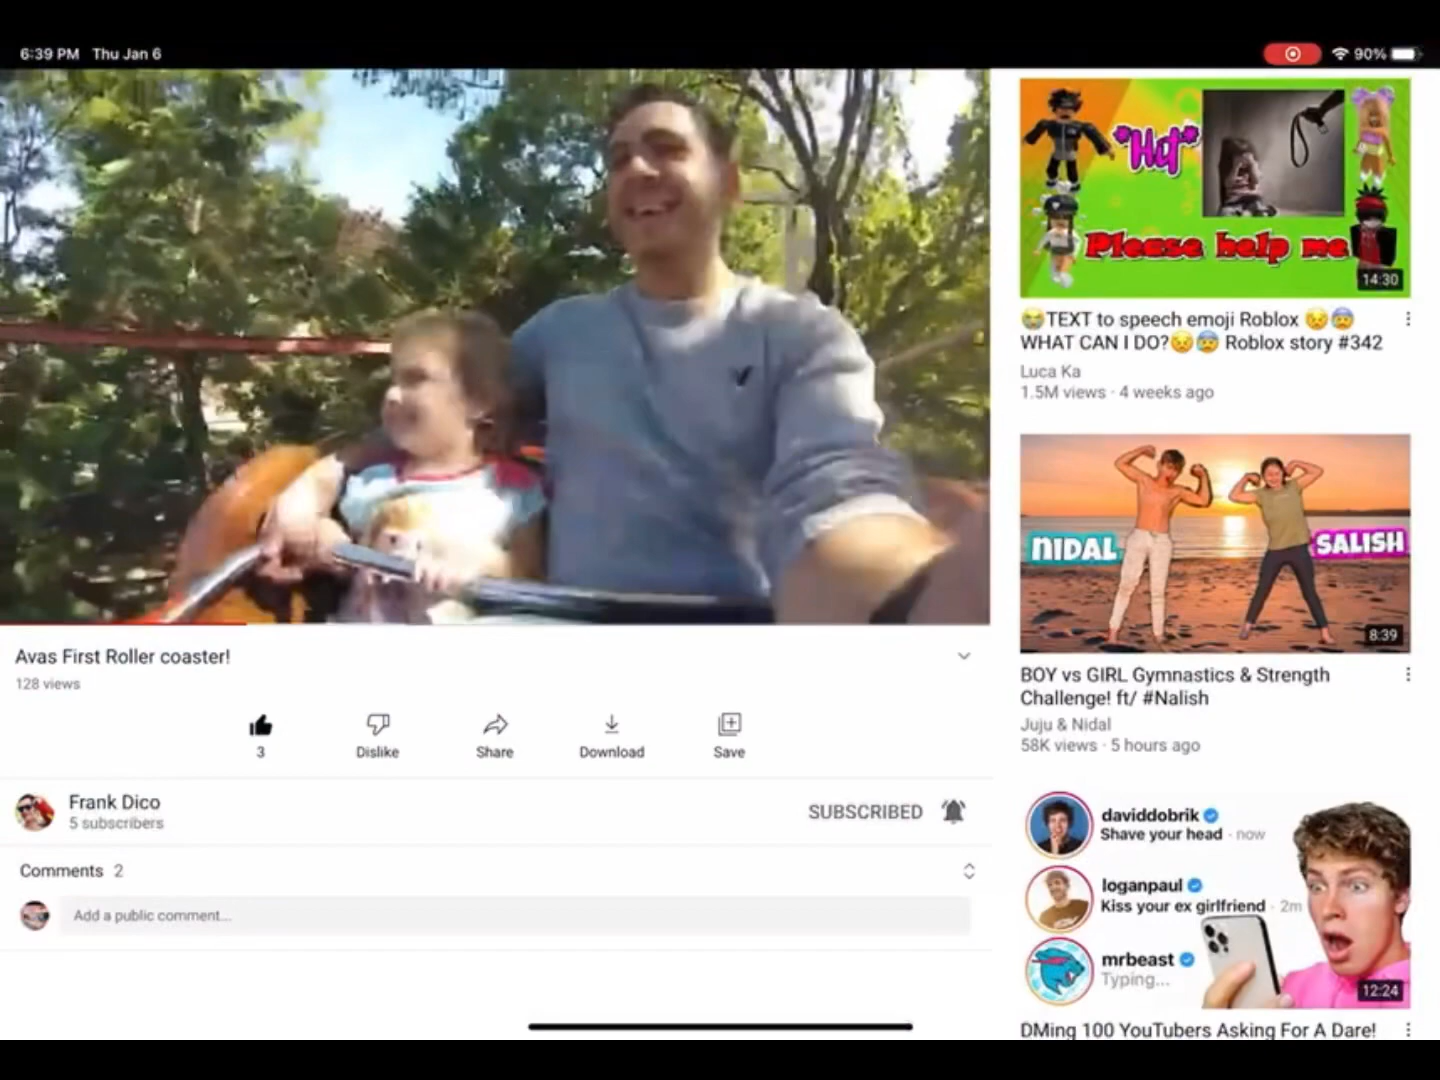 6:39 PM Thu Jan 6
90%
*Hit*
Please help me
14:30
😭TEXT to speech emoji Roblox 😣😰
WHAT CAN I DO?😣😰 Roblox story #342
Luca Ka
1.5M views · 4 weeks ago
NIDAL
SALISH
8:39
BOY vs GIRL Gymnastics & Strength
Challenge! ft/ #Nalish
Juju & Nidal
58K views · 5 hours ago
daviddobrik
Shave your head · now
loganpaul
Kiss your ex girlfriend · 2m
mrbeast
Typing...
12:24
DMing 100 YouTubers Asking For A Dare!
Avas First Roller coaster!
128 views
3
Dislike
Share
Download
Save
Frank Dico
5 subscribers
SUBSCRIBED
Comments 2
Add a public comment...